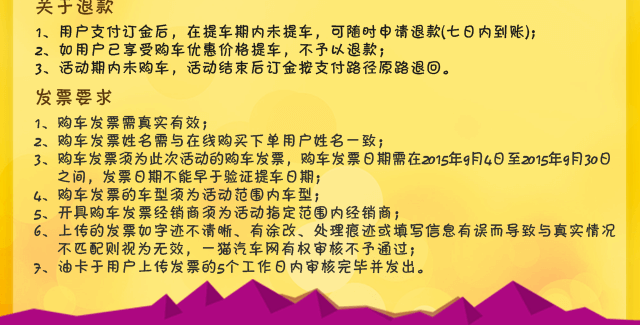 关于退款
1、用户支付订金后，在提车期内未提车，可随时申请退款(七日内到账)；
2、如用户已享受购车优惠价格提车，不予以退款；
3、活动期内未购车，活动结束后订金按支付路径原路退回。
发票要求
1、购车发票需真实有效；
2、购车发票姓名需与在线购买下单用户姓名一致；
3、购车发票须为此次活动的购车发票，购车发票日期需在2015年9月4日至2015年9月30日
之间，发票日期不能早于验证提车日期；
4、购车发票的车型须为活动范围内车型；
5、开具购车发票经销商须为活动指定范围内经销商；
6、上传的发票如字迹不清晰、有涂改、处理痕迹或填写信息有误而导致与真实情况
不匹配则视为无效，一猫汽车网有权审核不予通过；
7、油卡于用户上传发票的5个工作日内审核完毕并发出。